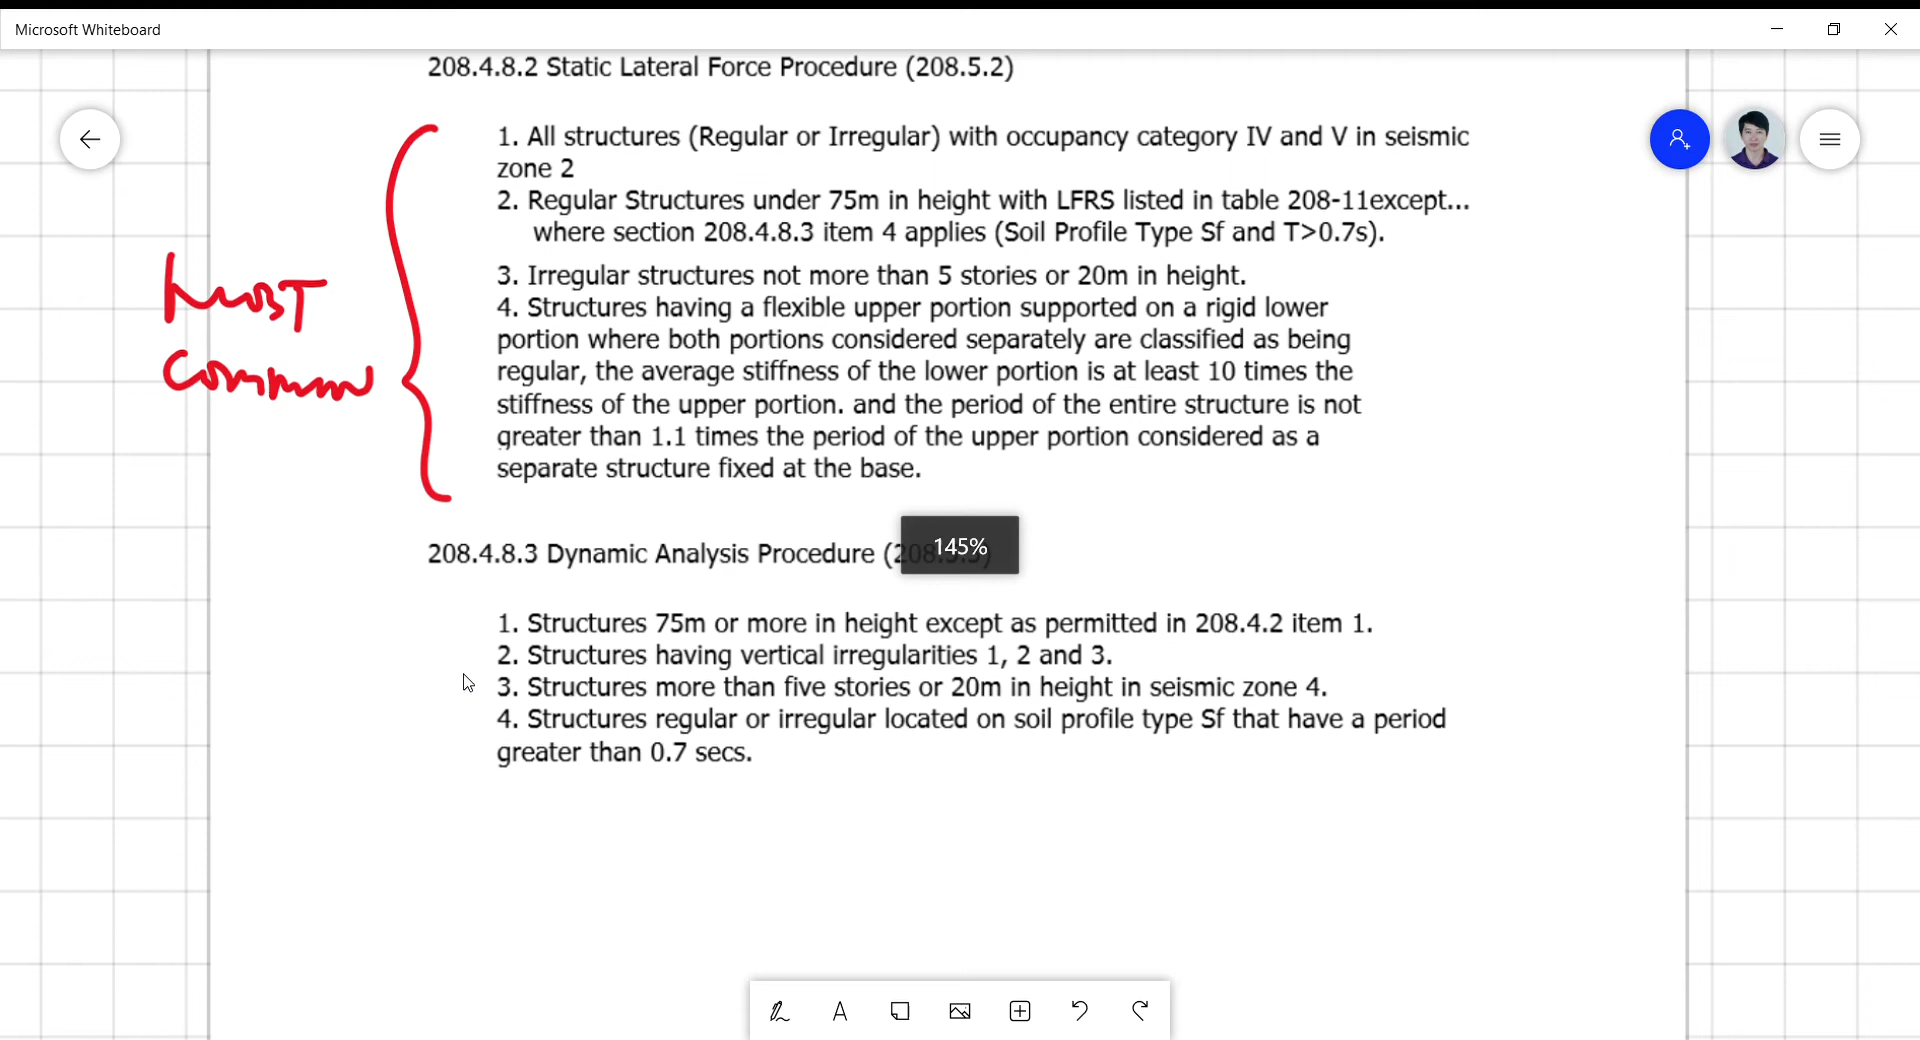 Microsoft Whiteboard
208.4.8.2 Static Lateral Force Procedure (208.5.2)
1. All structures (Regular or Irregular) with occupancy category IV and V in seismic
zone 2
2. Regular Structures under 75m in height with LFRS listed in table 208-11except...
where section 208.4.8.3 item 4 applies (Soil Profile Type Sf and T>0.7s).
3. Irregular structures not more than 5 stories or 20m in height.
4. Structures having a flexible upper portion supported on a rigid lower
portion where both portions considered separately are classified as being
regular, the average stiffness of the lower portion is at least 10 times the
stiffness of the upper portion. and the period of the entire structure is not
greater than 1.1 times the period of the upper portion considered as a
separate structure fixed at the base.
MOST
COMMON
208.4.8.3 Dynamic Analysis Procedure (208.5.3)
145%
1. Structures 75m or more in height except as permitted in 208.4.2 item 1.
2. Structures having vertical irregularities 1, 2 and 3.
3. Structures more than five stories or 20m in height in seismic zone 4.
4. Structures regular or irregular located on soil profile type Sf that have a period
greater than 0.7 secs.